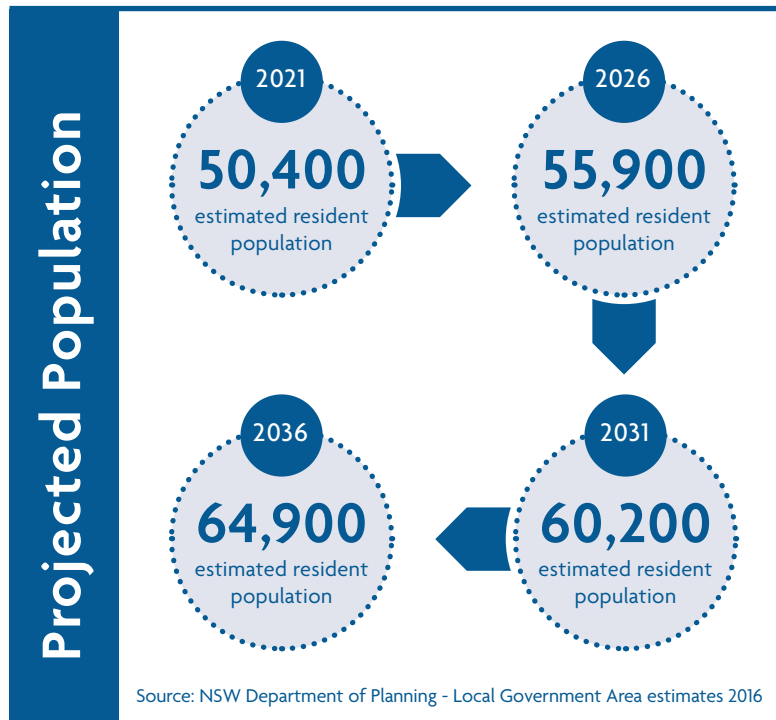 Projected Population
2021
50,400
estimated resident
population
2026
55,900
estimated resident
population
2031
60,200
estimated resident
population
2036
64,900
estimated resident
population
Source: NSW Department of Planning - Local Government Area estimates 2016